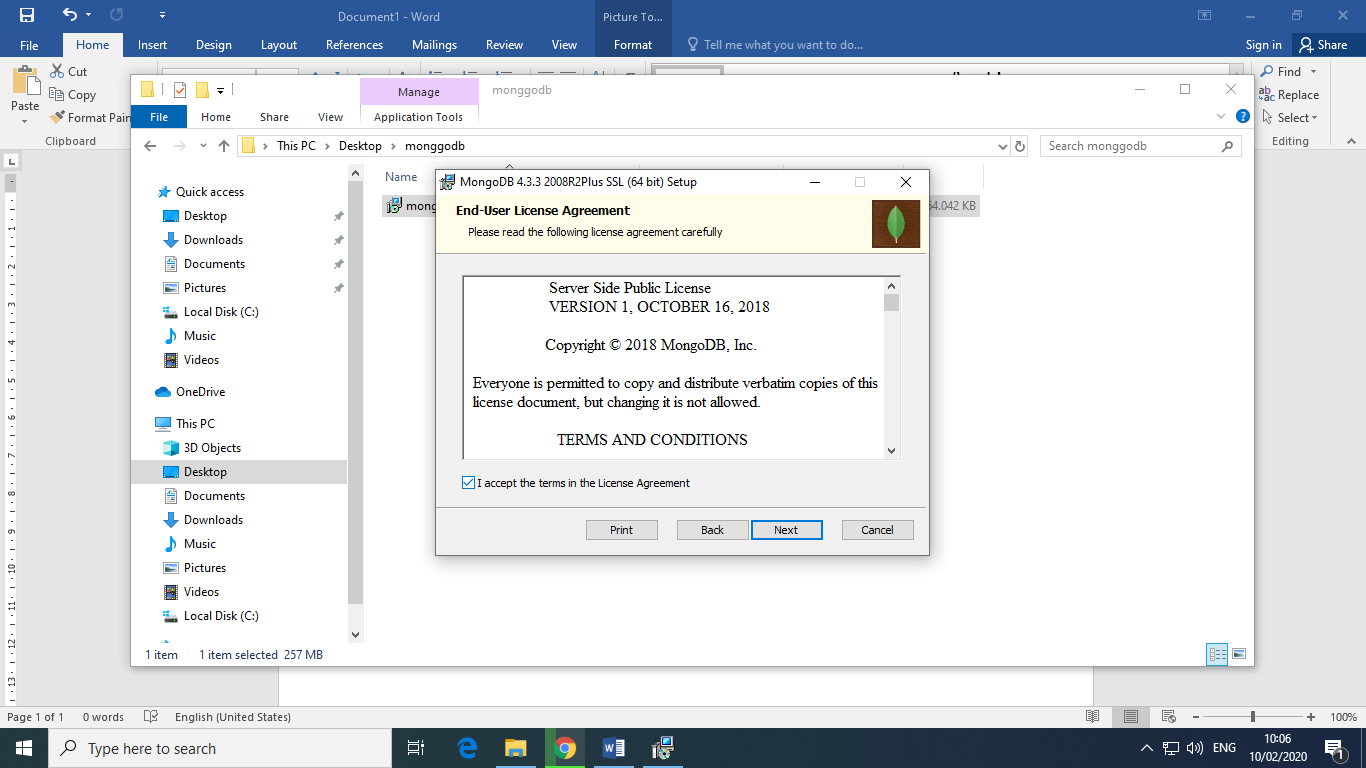 Document1 - Word
Picture To...
File
Home
Insert
Design
Layout
References
Mailings
Review
View
Format
Tell me what you want to do...
Sign in
Share
Cut
Copy
Format Pain
Paste
Clipboard
Find
Replace
Select
Editing
Manage
monggodb
File
Home
Share
View
Application Tools
This PC
Desktop
monggodb
Search monggodb
Name
mong
54.042 KB
Quick access
Desktop
Downloads
Documents
Pictures
Local Disk (C:)
Music
Videos
OneDrive
This PC
3D Objects
Desktop
Documents
Downloads
Music
Pictures
Videos
Local Disk (C:)
1 item
1 item selected 257 MB
MongoDB 4.3.3 2008R2Plus SSL (64 bit) Setup
End-User License Agreement
Please read the following license agreement carefully
Server Side Public License
VERSION 1, OCTOBER 16, 2018
Copyright © 2018 MongoDB, Inc.
Everyone is permitted to copy and distribute verbatim copies of this
license document, but changing it is not allowed.
TERMS AND CONDITIONS
I accept the terms in the License Agreement
Print
Back
Next
Cancel
Page 1 of 1
0 words
English (United States)
100%
Type here to search
ENG
10:06
10/02/2020
1